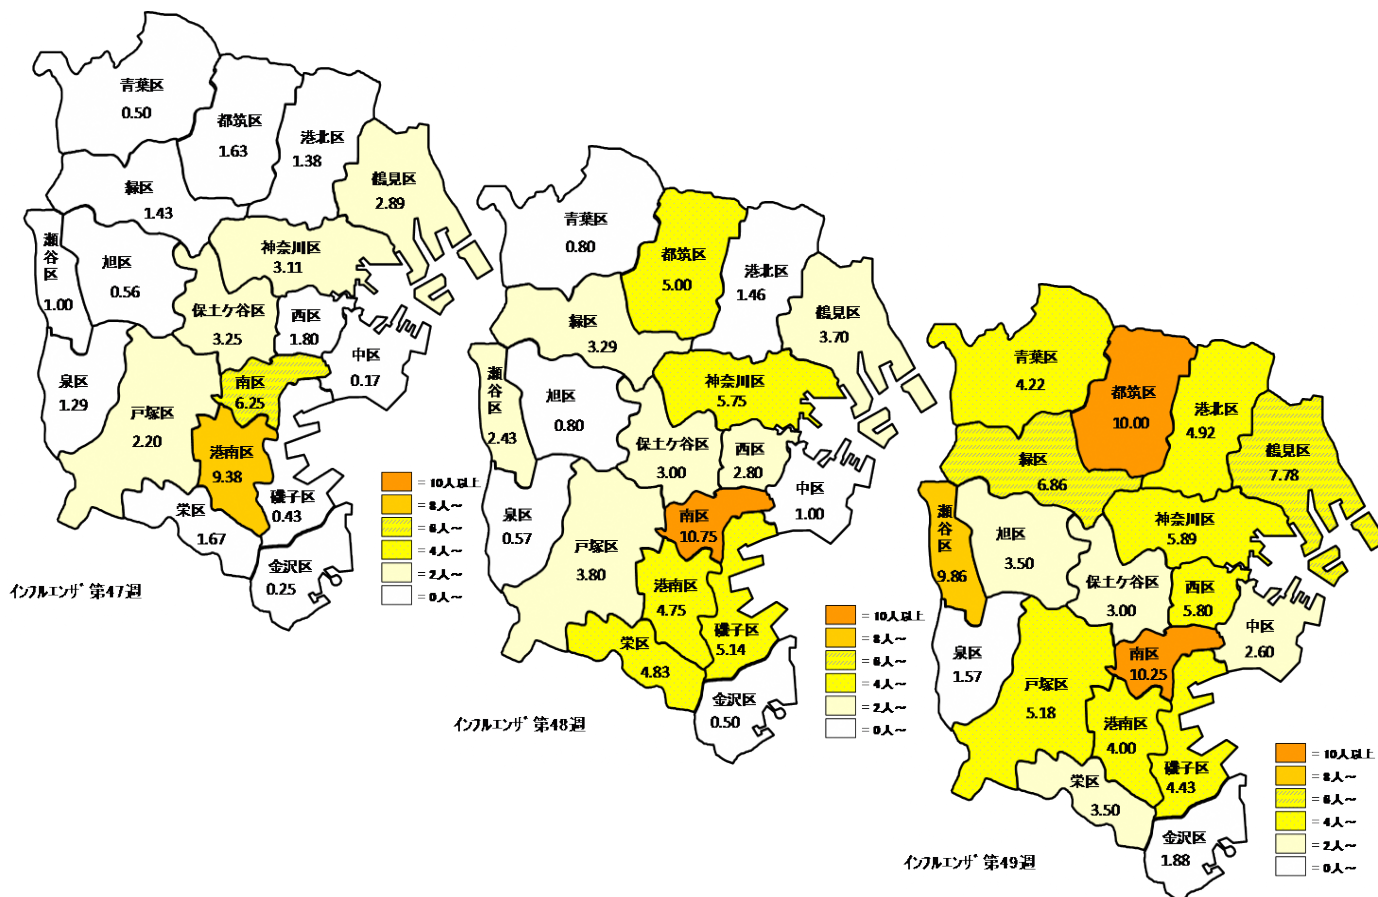 青葉区
0.50
都筑区
1.63
港北区
1.38
鶴見区
2.89
緑区
1.43
神奈川区
3.11
瀬谷区
1.00
旭区
0.56
保土ケ谷区
3.25
西区
1.80
中区
0.17
泉区
1.29
戸塚区
2.20
南区
6.25
港南区
9.38
磯子区
0.43
栄区
1.67
金沢区
0.25
= 10人以上
= 8人～
= 6人～
= 4人～
= 2人～
= 0人～
インフルエンザ 第47週
青葉区
0.80
都筑区
5.00
港北区
1.46
鶴見区
3.70
緑区
3.29
神奈川区
5.75
瀬谷区
2.43
旭区
0.80
保土ケ谷区
3.00
西区
2.80
中区
1.00
泉区
0.57
戸塚区
3.80
南区
10.75
港南区
4.75
磯子区
5.14
栄区
4.83
金沢区
0.50
= 10人以上
= 8人～
= 6人～
= 4人～
= 2人～
= 0人～
インフルエンザ 第48週
青葉区
4.22
都筑区
10.00
港北区
4.92
鶴見区
7.78
緑区
6.86
神奈川区
5.89
瀬谷区
9.86
旭区
3.50
保土ケ谷区
3.00
西区
5.80
中区
2.60
泉区
1.57
戸塚区
5.18
南区
10.25
港南区
4.00
磯子区
4.43
栄区
3.50
金沢区
1.88
= 10人以上
= 8人～
= 6人～
= 4人～
= 2人～
= 0人～
インフルエンザ 第49週